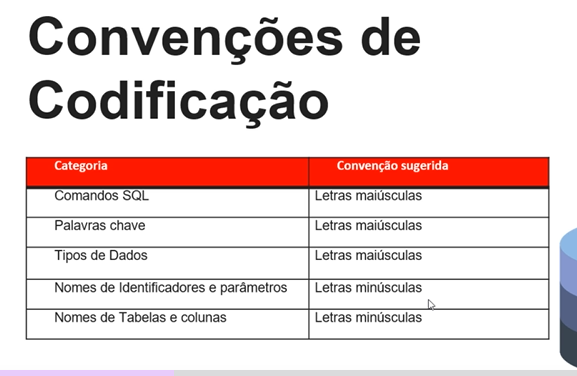 Convenções de
Codificação
Categoria Convenção sugerida
Comandos SQL Letras maiúsculas
Palavras chave Letras maiúsculas
Tipos de Dados Letras maiúsculas
Nomes de Identificadores e parâmetros Letras minúsculas
Nomes de Tabelas e colunas Letras minúsculas